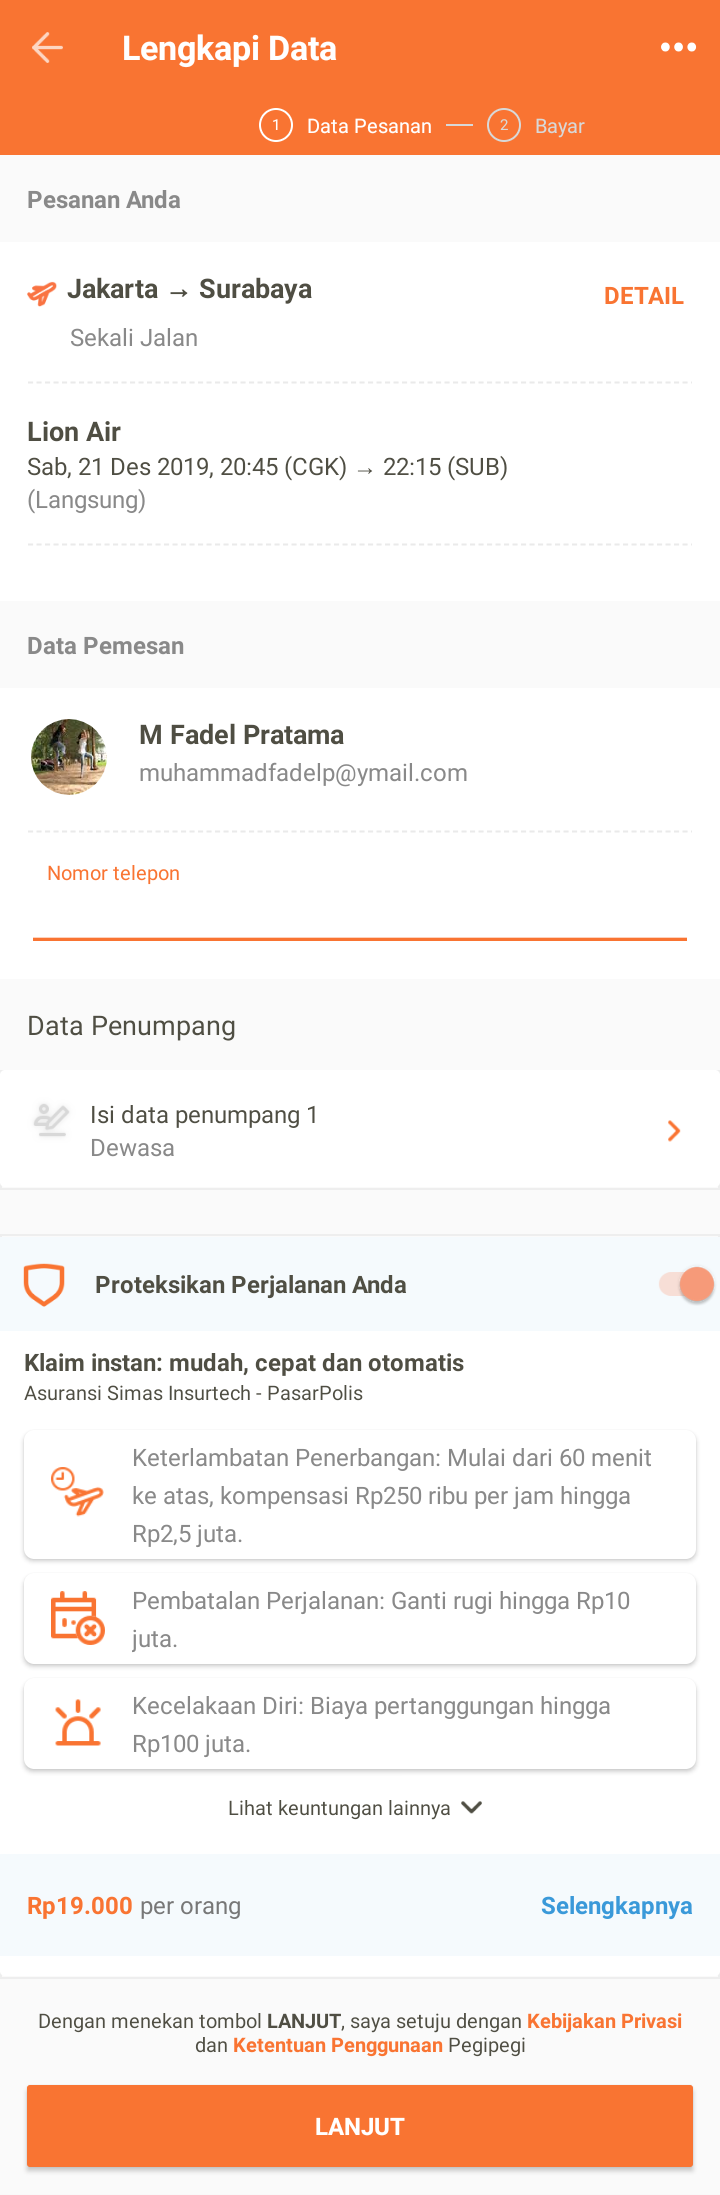 Lengkapi Data
1 Data Pesanan — 2 Bayar
Pesanan Anda
Jakarta → Surabaya
DETAIL
Sekali Jalan
Lion Air
Sab, 21 Des 2019, 20:45 (CGK) → 22:15 (SUB)
(Langsung)
Data Pemesan
M Fadel Pratama
muhammadfadelp@ymail.com
Nomor telepon
Data Penumpang
Isi data penumpang 1
Dewasa
Proteksikan Perjalanan Anda
Klaim instan: mudah, cepat dan otomatis
Asuransi Simas Insurtech - PasarPolis
Keterlambatan Penerbangan: Mulai dari 60 menit
ke atas, kompensasi Rp250 ribu per jam hingga
Rp2,5 juta.
Pembatalan Perjalanan: Ganti rugi hingga Rp10
juta.
Kecelakaan Diri: Biaya pertanggungan hingga
Rp100 juta.
Lihat keuntungan lainnya
Rp19.000 per orang
Selengkapnya
Dengan menekan tombol LANJUT, saya setuju dengan Kebijakan Privasi
dan Ketentuan Penggunaan Pegipegi
LANJUT